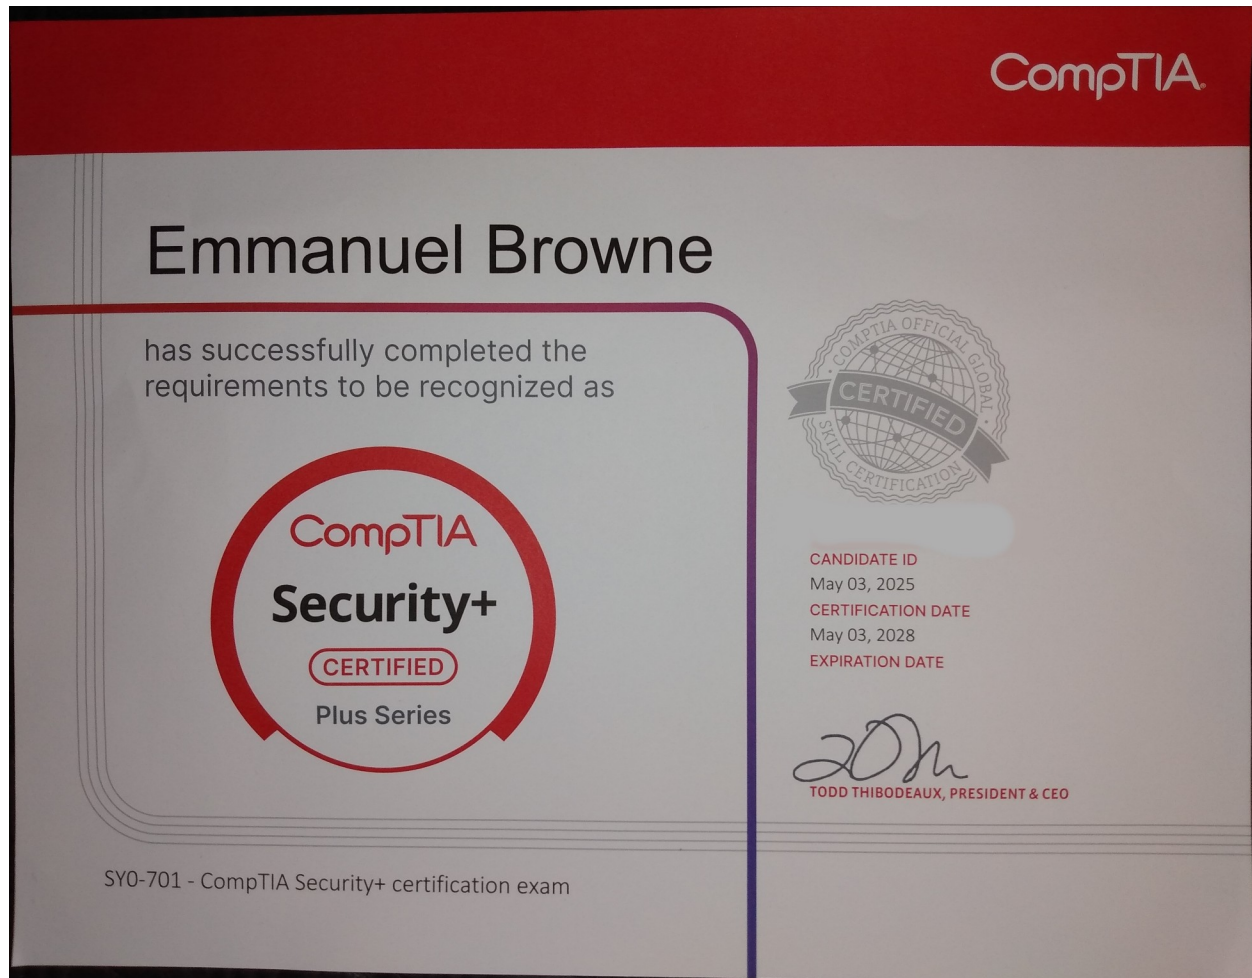 CompTIA.
Emmanuel Browne
has successfully completed the
requirements to be recognized as
COMPTIA OFFICIAL GLOBAL
CERTIFIED
SKILL CERTIFICATION
CompTIA
Security+
CERTIFIED
Plus Series
CANDIDATE ID
May 03, 2025
CERTIFICATION DATE
May 03, 2028
EXPIRATION DATE
TODD THIBODEAUX, PRESIDENT & CEO
SY0-701 - CompTIA Security+ certification exam